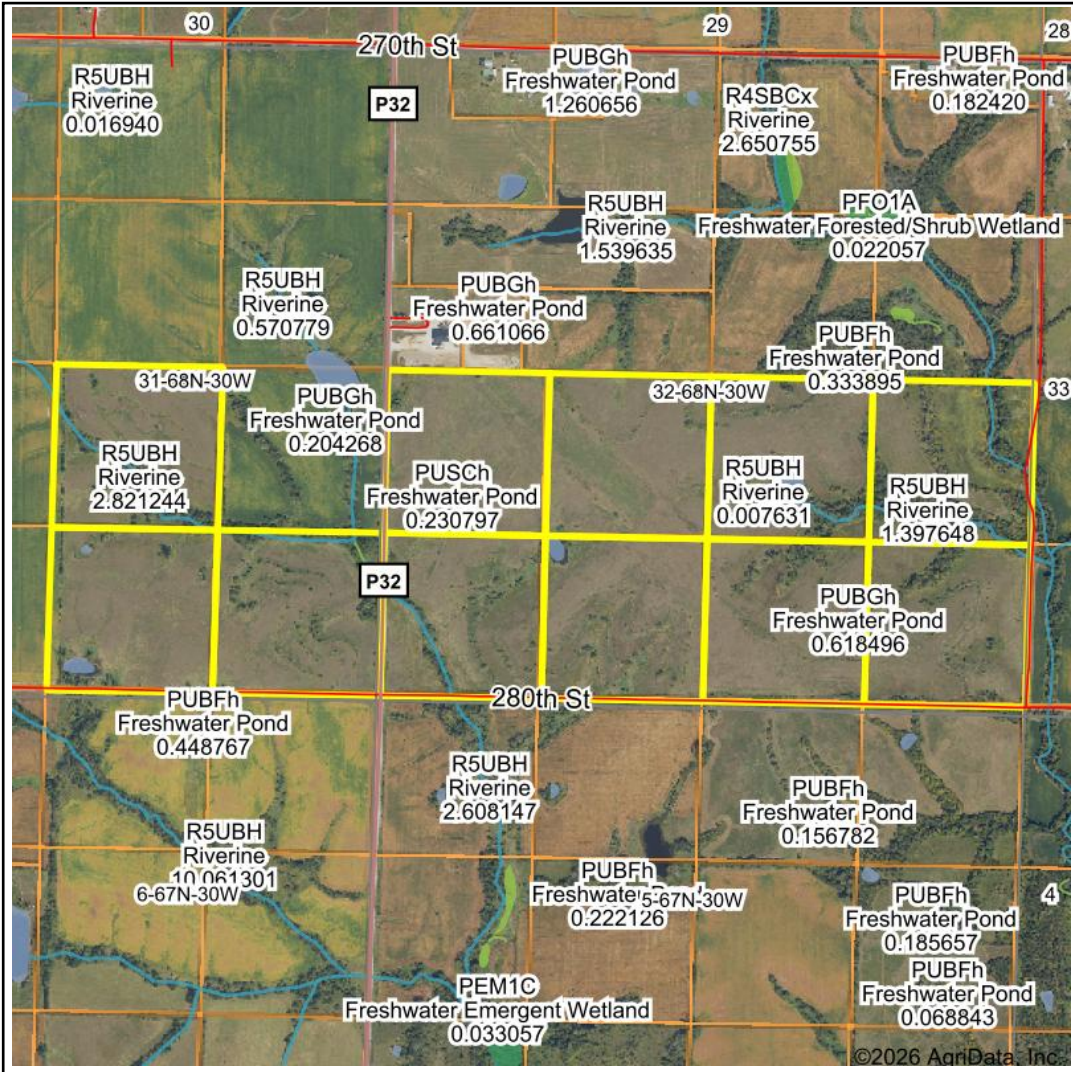 30
270th St
29
28
P32
R5UBH
Riverine
0.016940
PUBGh
Freshwater Pond
1.260656
PUBFh
Freshwater Pond
0.182420
R4SBCx
Riverine
2.650755
R5UBH
Riverine
1.539635
PFO1A
Freshwater Forested/Shrub Wetland
0.022057
R5UBH
Riverine
0.570779
PUBGh
Freshwater Pond
0.661066
PUBFh
Freshwater Pond
0.333895
31-68N-30W
32-68N-30W
33
PUBGh
Freshwater Pond
0.204268
R5UBH
Riverine
2.821244
PUSCh
Freshwater Pond
0.230797
R5UBH
Riverine
0.007631
R5UBH
Riverine
1.397648
P32
PUBGh
Freshwater Pond
0.618496
280th St
PUBFh
Freshwater Pond
0.448767
R5UBH
Riverine
2.608147
PUBFh
Freshwater Pond
0.156782
R5UBH
Riverine
10.061301
6-67N-30W
PUBFh
Freshwater
5-67N-30W
0.222126
PUBFh
Freshwater Pond
0.185657
4
PUBFh
Freshwater Pond
0.068843
PEM1C
Freshwater Emergent Wetland
0.033057
©2026 AgriData, Inc.